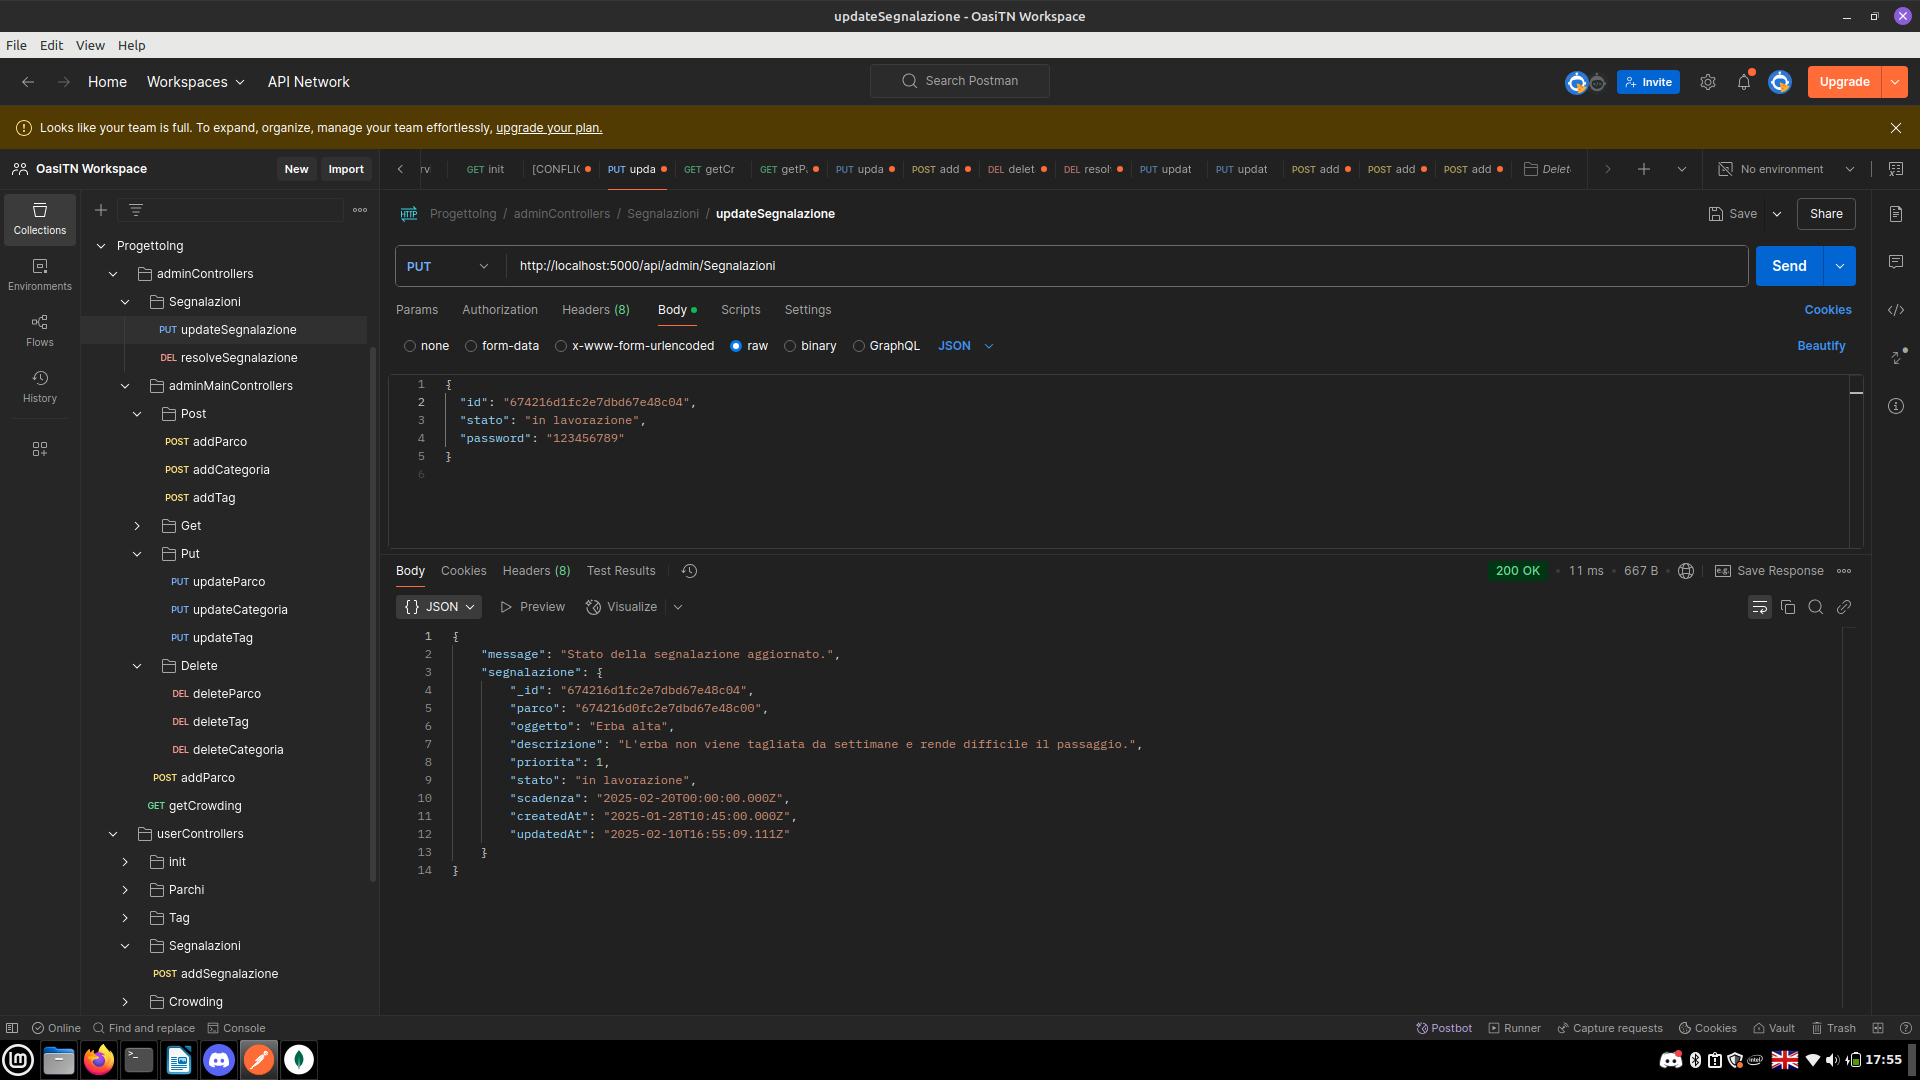 updateSegnalazione - OasiTN Workspace
File Edit View Help
Home Workspaces API Network
Search Postman
Invite
Upgrade
Looks like your team is full. To expand, organize, manage your team effortlessly, upgrade your plan.
OasiTN Workspace New Import
GET init [CONFLIC PUT upda GET getCr GET getP PUT upda POST add DEL delet DEL resol PUT updat PUT updat POST add POST add POST add Delet No environment
Collections
Environments
Flows
History
ProgettoIng
adminControllers
Segnalazioni
PUT updateSegnalazione
DEL resolveSegnalazione
adminMainControllers
Post
POST addParco
POST addCategoria
POST addTag
Get
Put
PUT updateParco
PUT updateCategoria
PUT updateTag
Delete
DEL deleteParco
DEL deleteTag
DEL deleteCategoria
POST addParco
GET getCrowding
userControllers
init
Parchi
Tag
Segnalazioni
POST addSegnalazione
Crowding
HTTP ProgettoIng / adminControllers / Segnalazioni / updateSegnalazione Save Share
PUT http://localhost:5000/api/admin/Segnalazioni Send
Params Authorization Headers (8) Body Scripts Settings Cookies
none form-data x-www-form-urlencoded raw binary GraphQL JSON Beautify
1 {
2 "id": "674216d1fc2e7dbd67e48c04",
3 "stato": "in lavorazione",
4 "password": "123456789"
5 }
6
Body Cookies Headers (8) Test Results 200 OK • 11 ms • 667 B • e.g. Save Response
{} JSON Preview Visualize
1 {
2 "message": "Stato della segnalazione aggiornato.",
3 "segnalazione": {
4 "_id": "674216d1fc2e7dbd67e48c04",
5 "parco": "674216d0fc2e7dbd67e48c00",
6 "oggetto": "Erba alta",
7 "descrizione": "L'erba non viene tagliata da settimane e rende difficile il passaggio.",
8 "priorita": 1,
9 "stato": "in lavorazione",
10 "scadenza": "2025-02-20T00:00:00.000Z",
11 "createdAt": "2025-01-28T10:45:00.000Z",
12 "updatedAt": "2025-02-10T16:55:09.111Z"
13 }
14 }
Online Find and replace Console Postbot Runner Capture requests Cookies Vault Trash
17:55